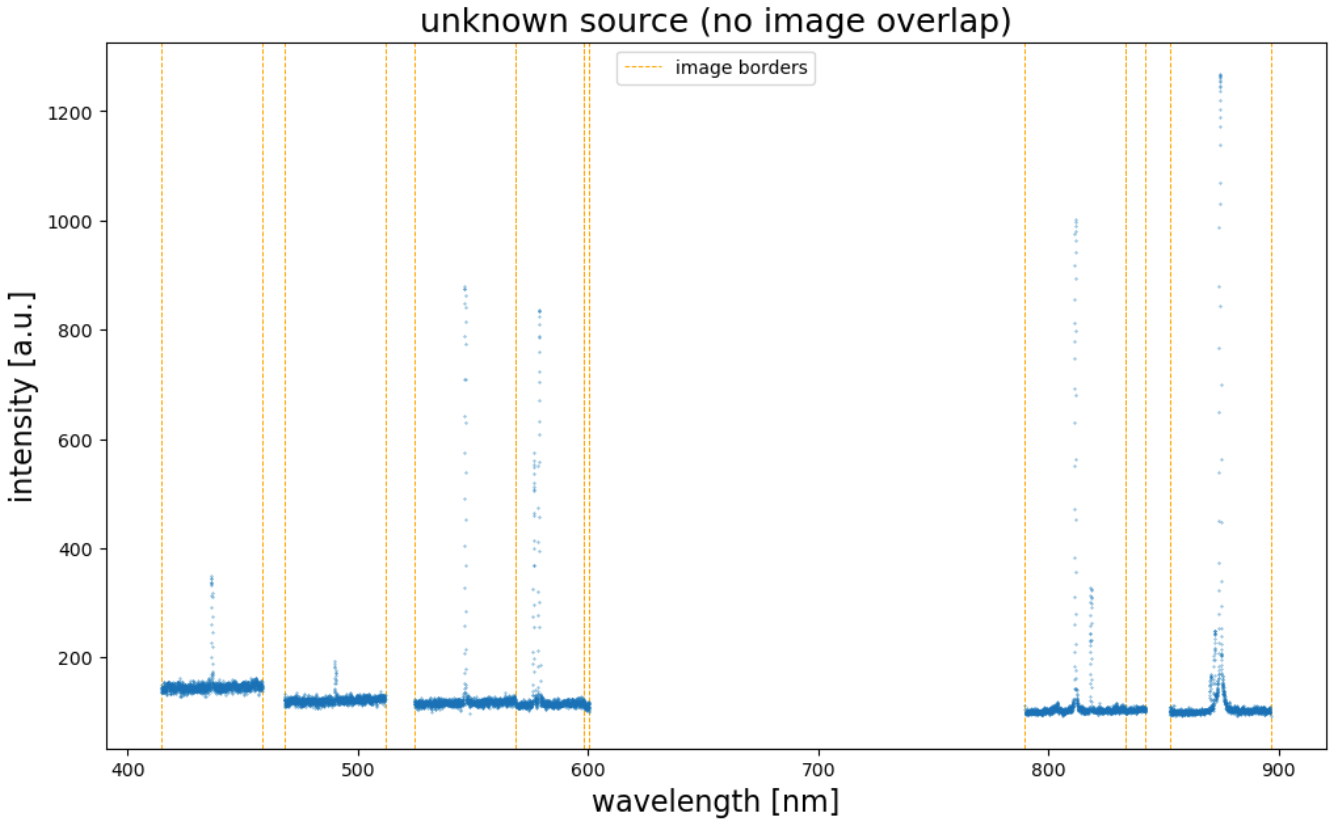 unknown source (no image overlap)
image borders
intensity [a.u.]
1200
1000
800
600
400
200
400 500 600 700 800 900
wavelength [nm]